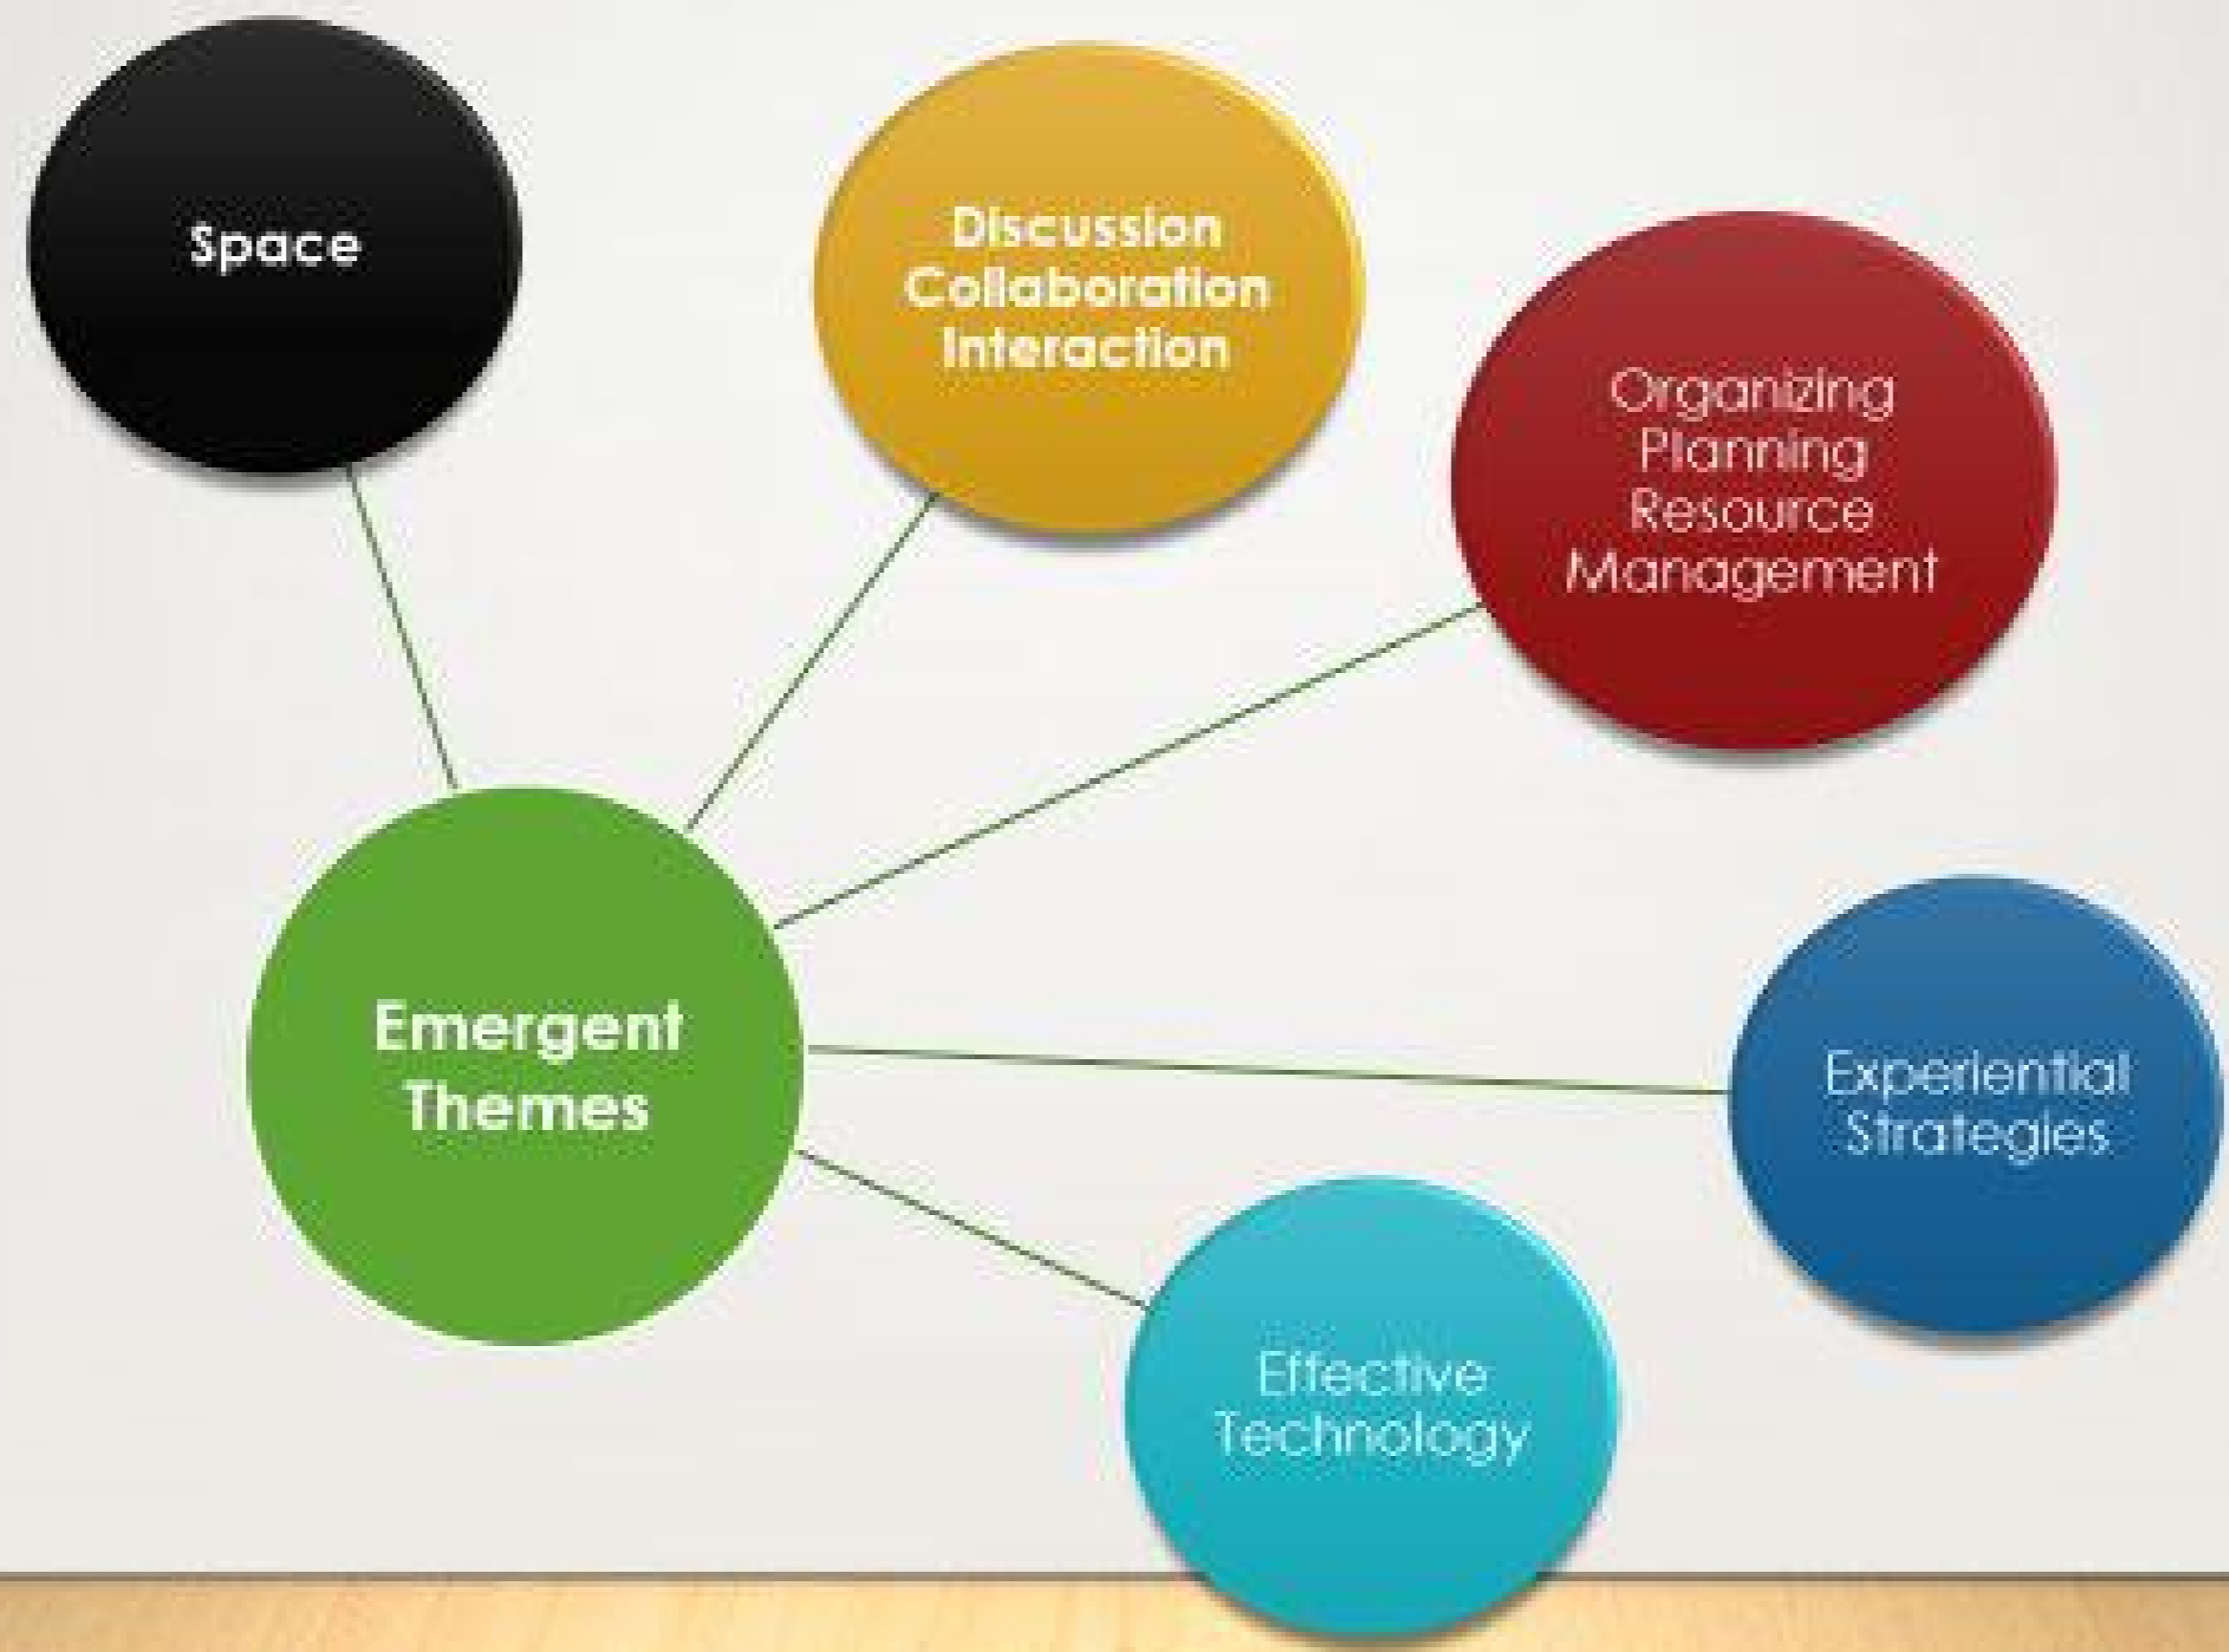 Space
Discussion
Collaboration
Interaction
Organizing
Planning
Resource
Management
Emergent
Themes
Experiential
Strategies
Effective
Technology